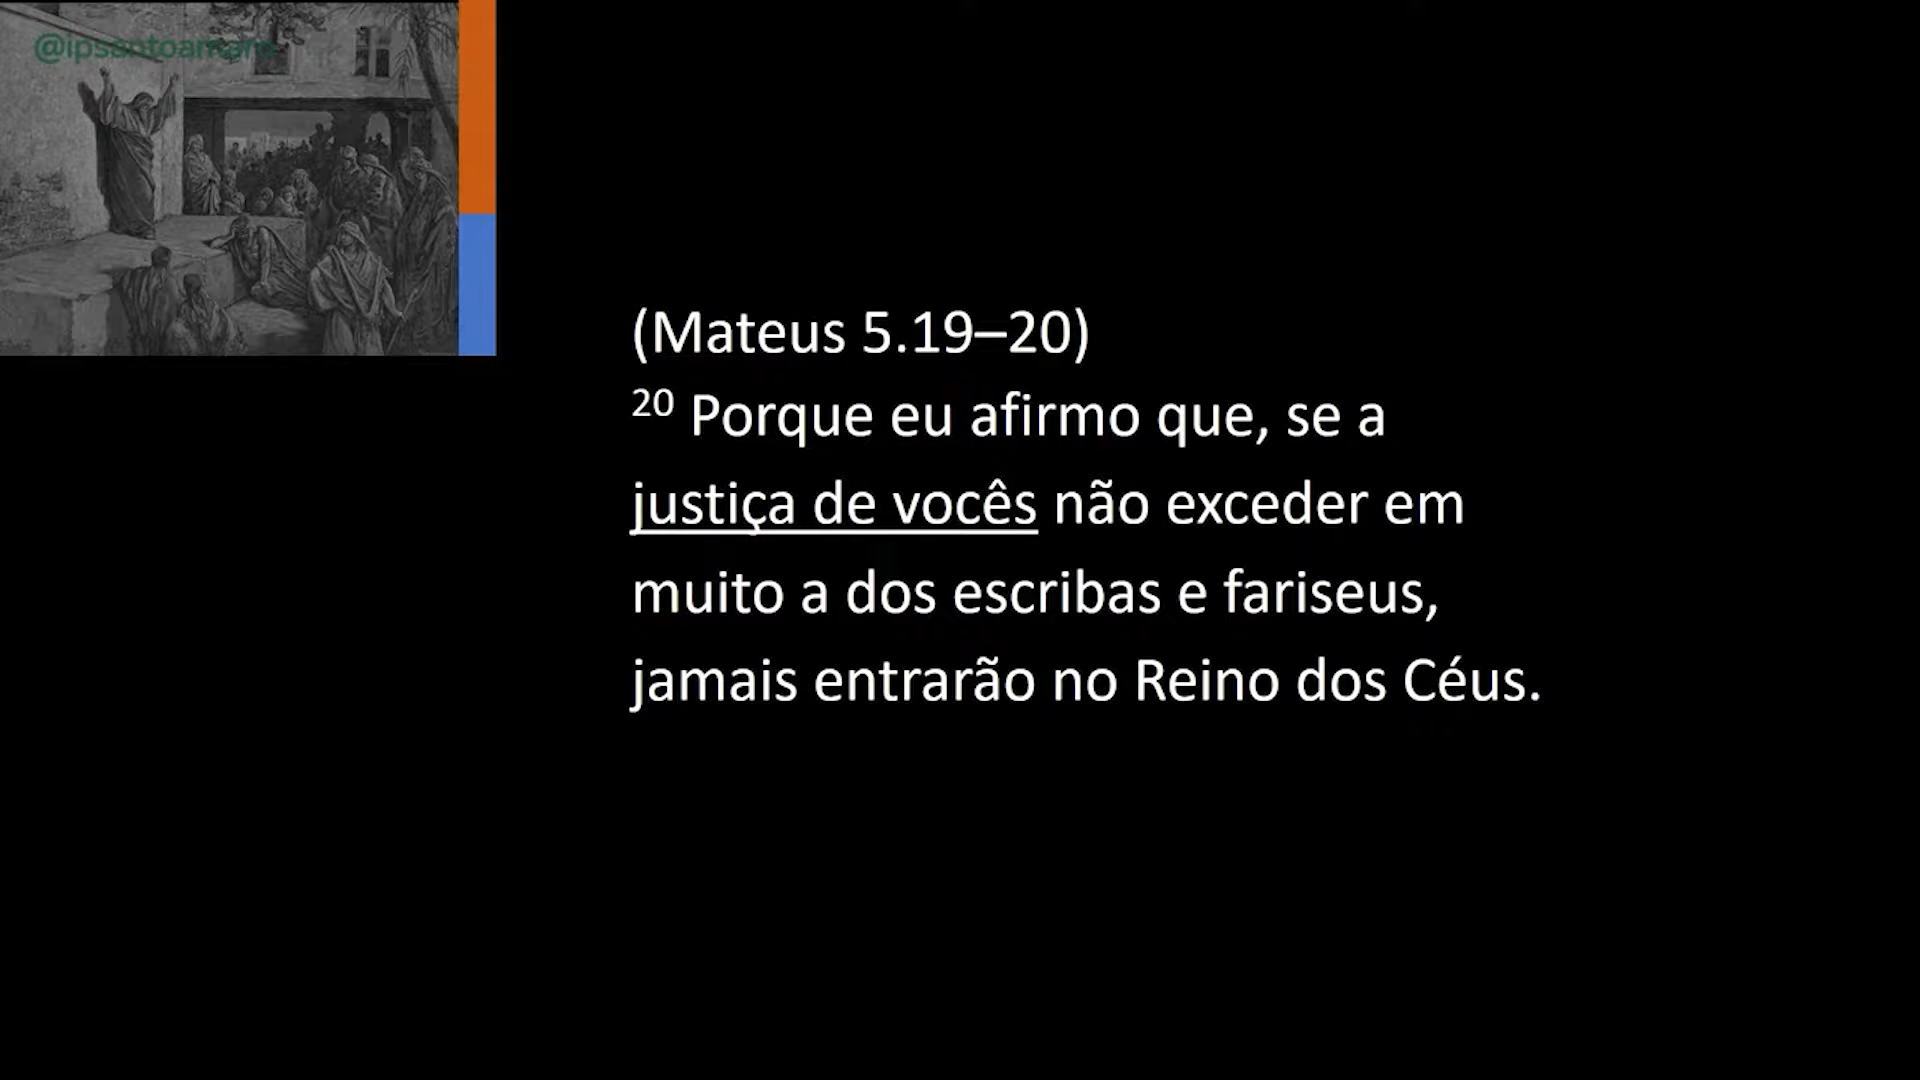 @ipsantoamaro
(Mateus 5.19–20)
20 Porque eu afirmo que, se a
justiça de vocês não exceder em
muito a dos escribas e fariseus,
jamais entrarão no Reino dos Céus.